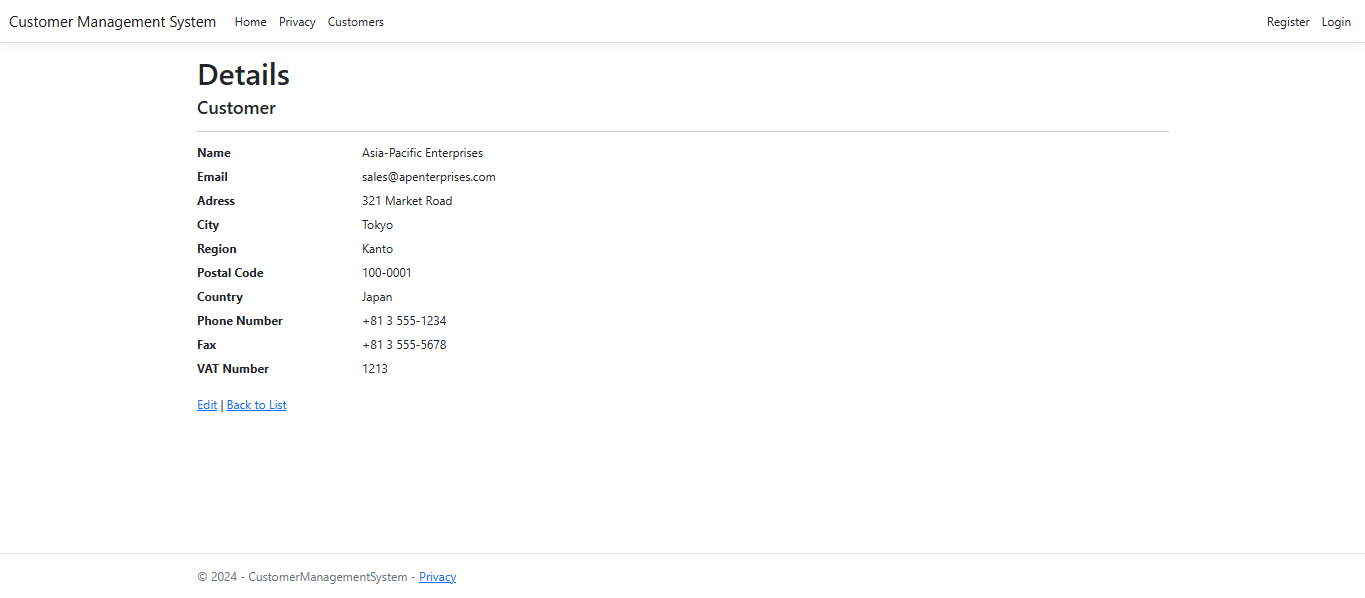 Customer Management System Home Privacy Customers Register Login
Details
Customer
Name Asia-Pacific Enterprises
Email sales@apenterprises.com
Adress 321 Market Road
City Tokyo
Region Kanto
Postal Code 100-0001
Country Japan
Phone Number +81 3 555-1234
Fax +81 3 555-5678
VAT Number 1213
Edit | Back to List
© 2024 - CustomerManagementSystem - Privacy